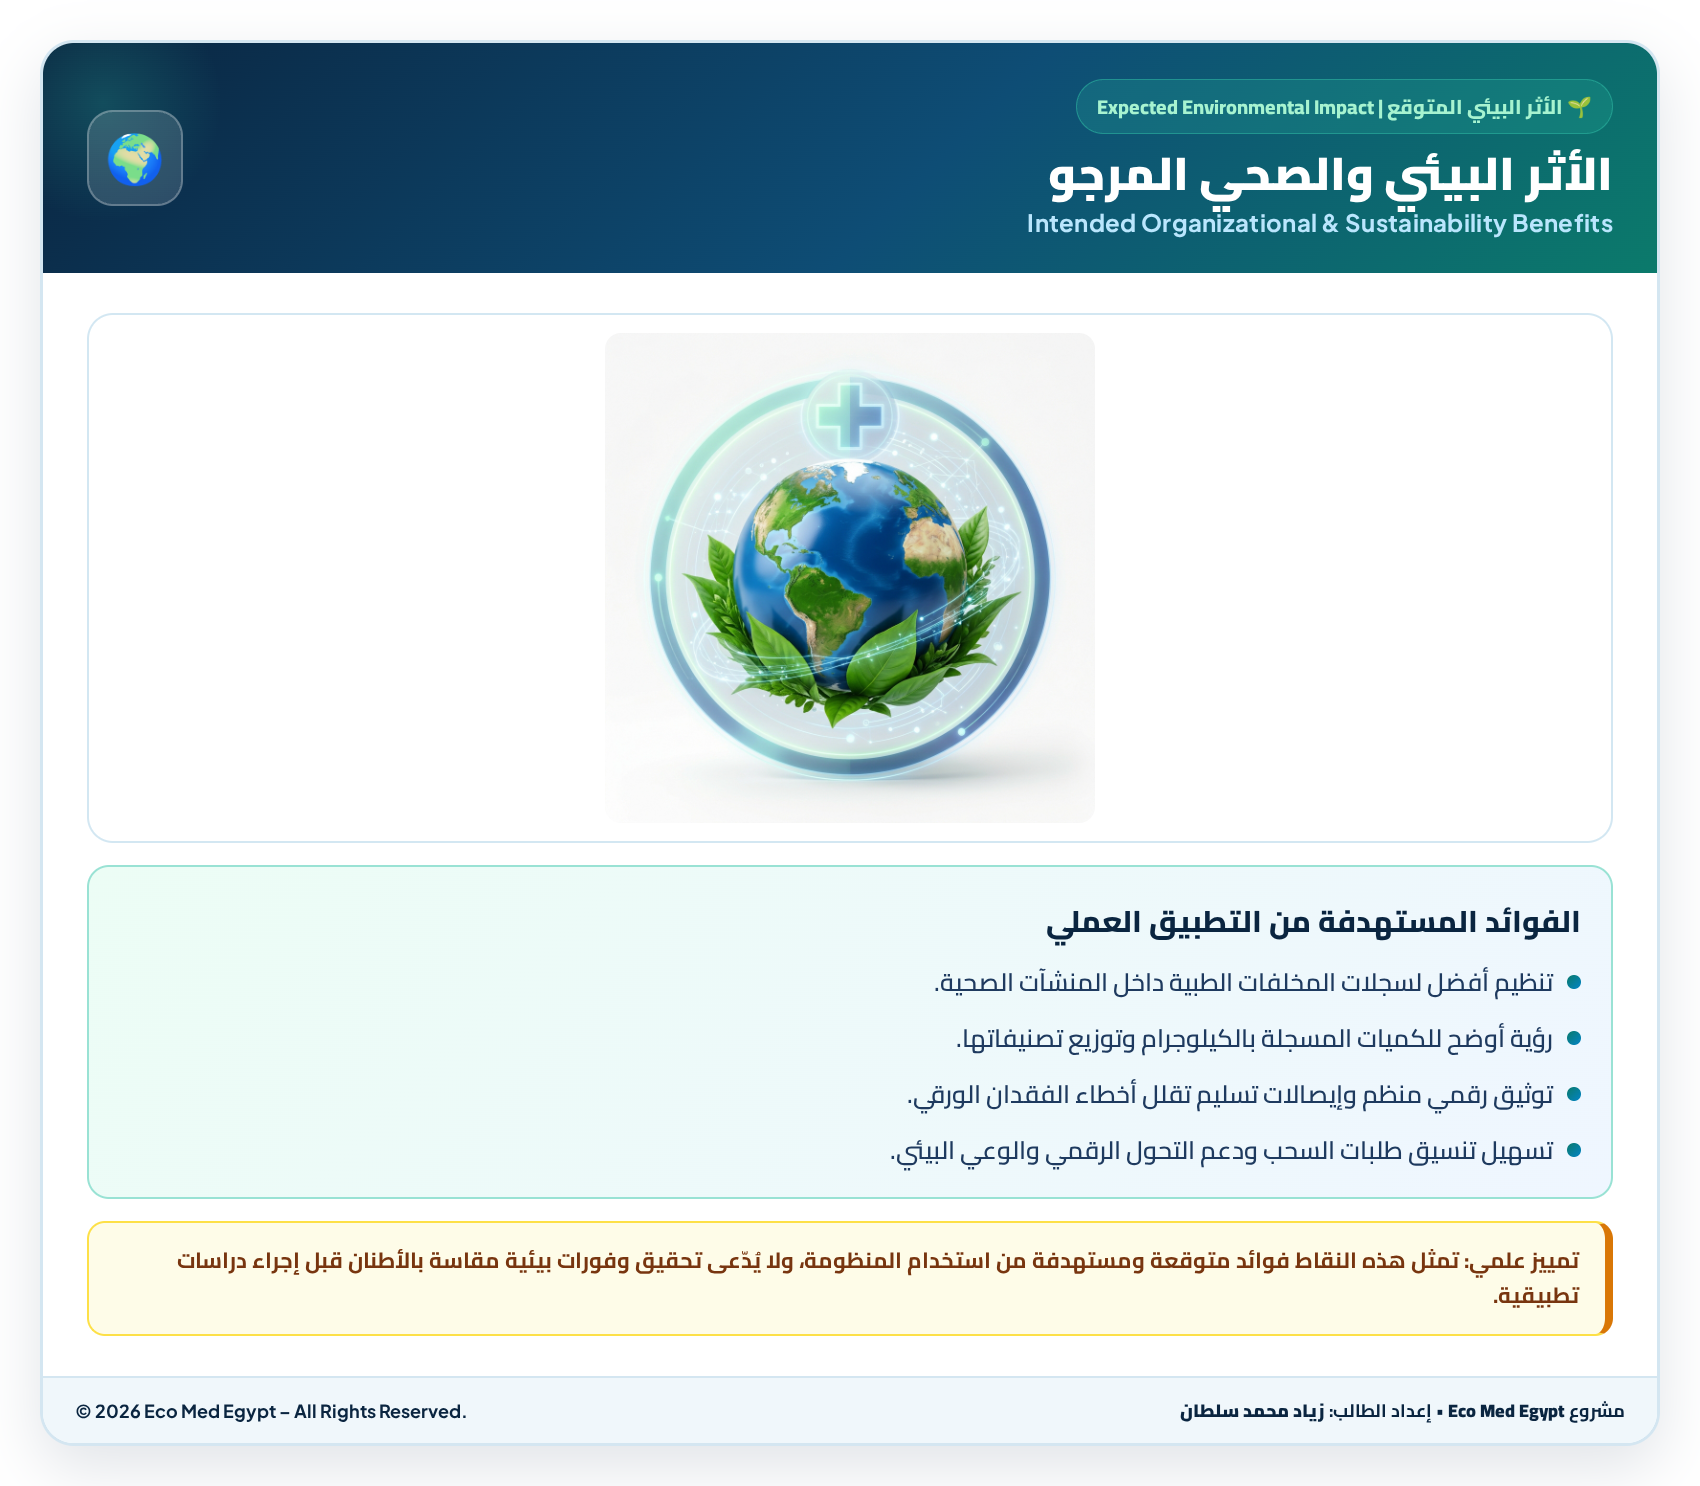 🌱 الأثر البيئي المتوقع | Expected Environmental Impact
الأثر البيئي والصحي المرجو
Intended Organizational & Sustainability Benefits
الفوائد المستهدفة من التطبيق العملي
تنظيم أفضل لسجلات المخلفات الطبية داخل المنشآت الصحية.
رؤية أوضح للكميات المسجلة بالكيلوجرام وتوزيع تصنيفاتها.
توثيق رقمي منظم وإيصالات تسليم تقلل أخطاء الفقدان الورقي.
تسهيل تنسيق طلبات السحب ودعم التحول الرقمي والوعي البيئي.
تمييز علمي: تمثل هذه النقاط فوائد متوقعة ومستهدفة من استخدام المنظومة، ولا يُدّعى تحقيق وفورات بيئية مقاسة بالأطنان قبل إجراء دراسات
تطبيقية.
مشروع Eco Med Egypt • إعداد الطالب: زياد محمد سلطان
© 2026 Eco Med Egypt – All Rights Reserved.